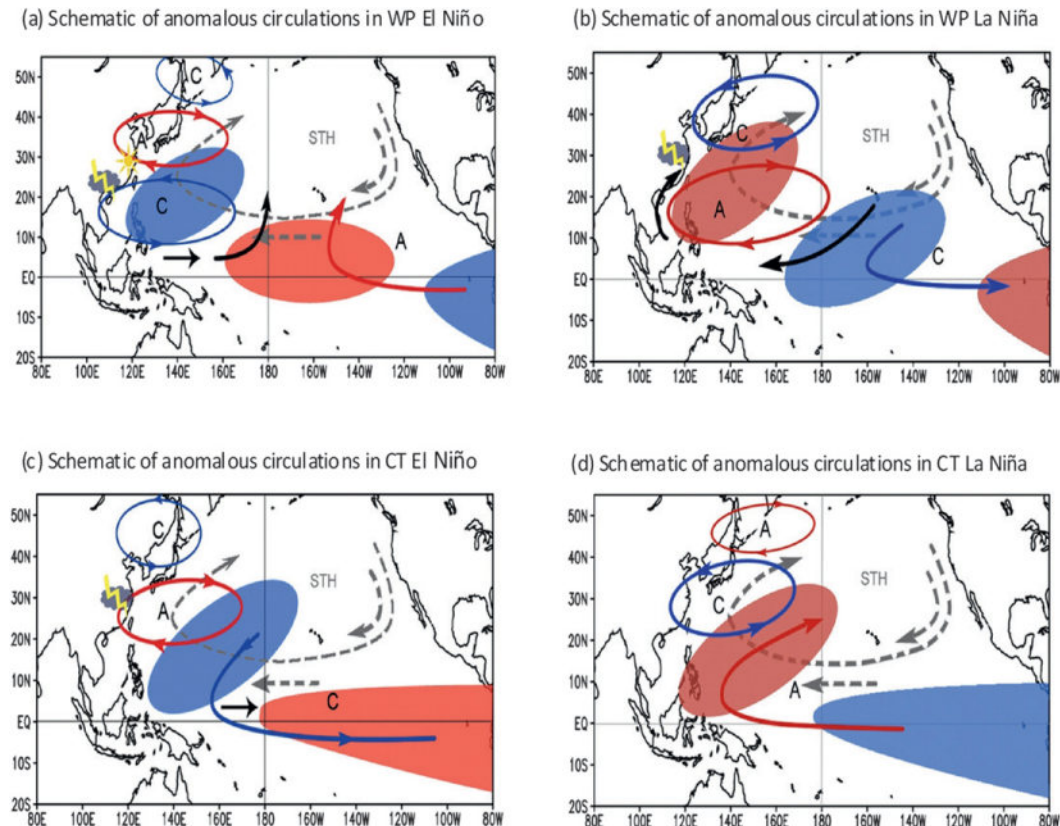 (a) Schematic of anomalous circulations in WP El Niño
(b) Schematic of anomalous circulations in WP La Niña
50N
40N
30N
20N
10N
EQ
10S
20S
80E 100E 120E 140E 160E 180 160W 140W 120W 100W 80W
C
A
C
STH
A
50N
40N
30N
20N
10N
EQ
10S
20S
80E 100E 120E 140E 160E 180 160W 140W 120W 100W 80W
C
STH
A
C
(c) Schematic of anomalous circulations in CT El Niño
(d) Schematic of anomalous circulations in CT La Niña
50N
40N
30N
20N
10N
EQ
10S
20S
80E 100E 120E 140E 160E 180 160W 140W 120W 100W 80W
C
STH
A
C
50N
40N
30N
20N
10N
EQ
10S
20S
80E 100E 120E 140E 160E 180 160W 140W 120W 100W 80W
A
STH
C
A